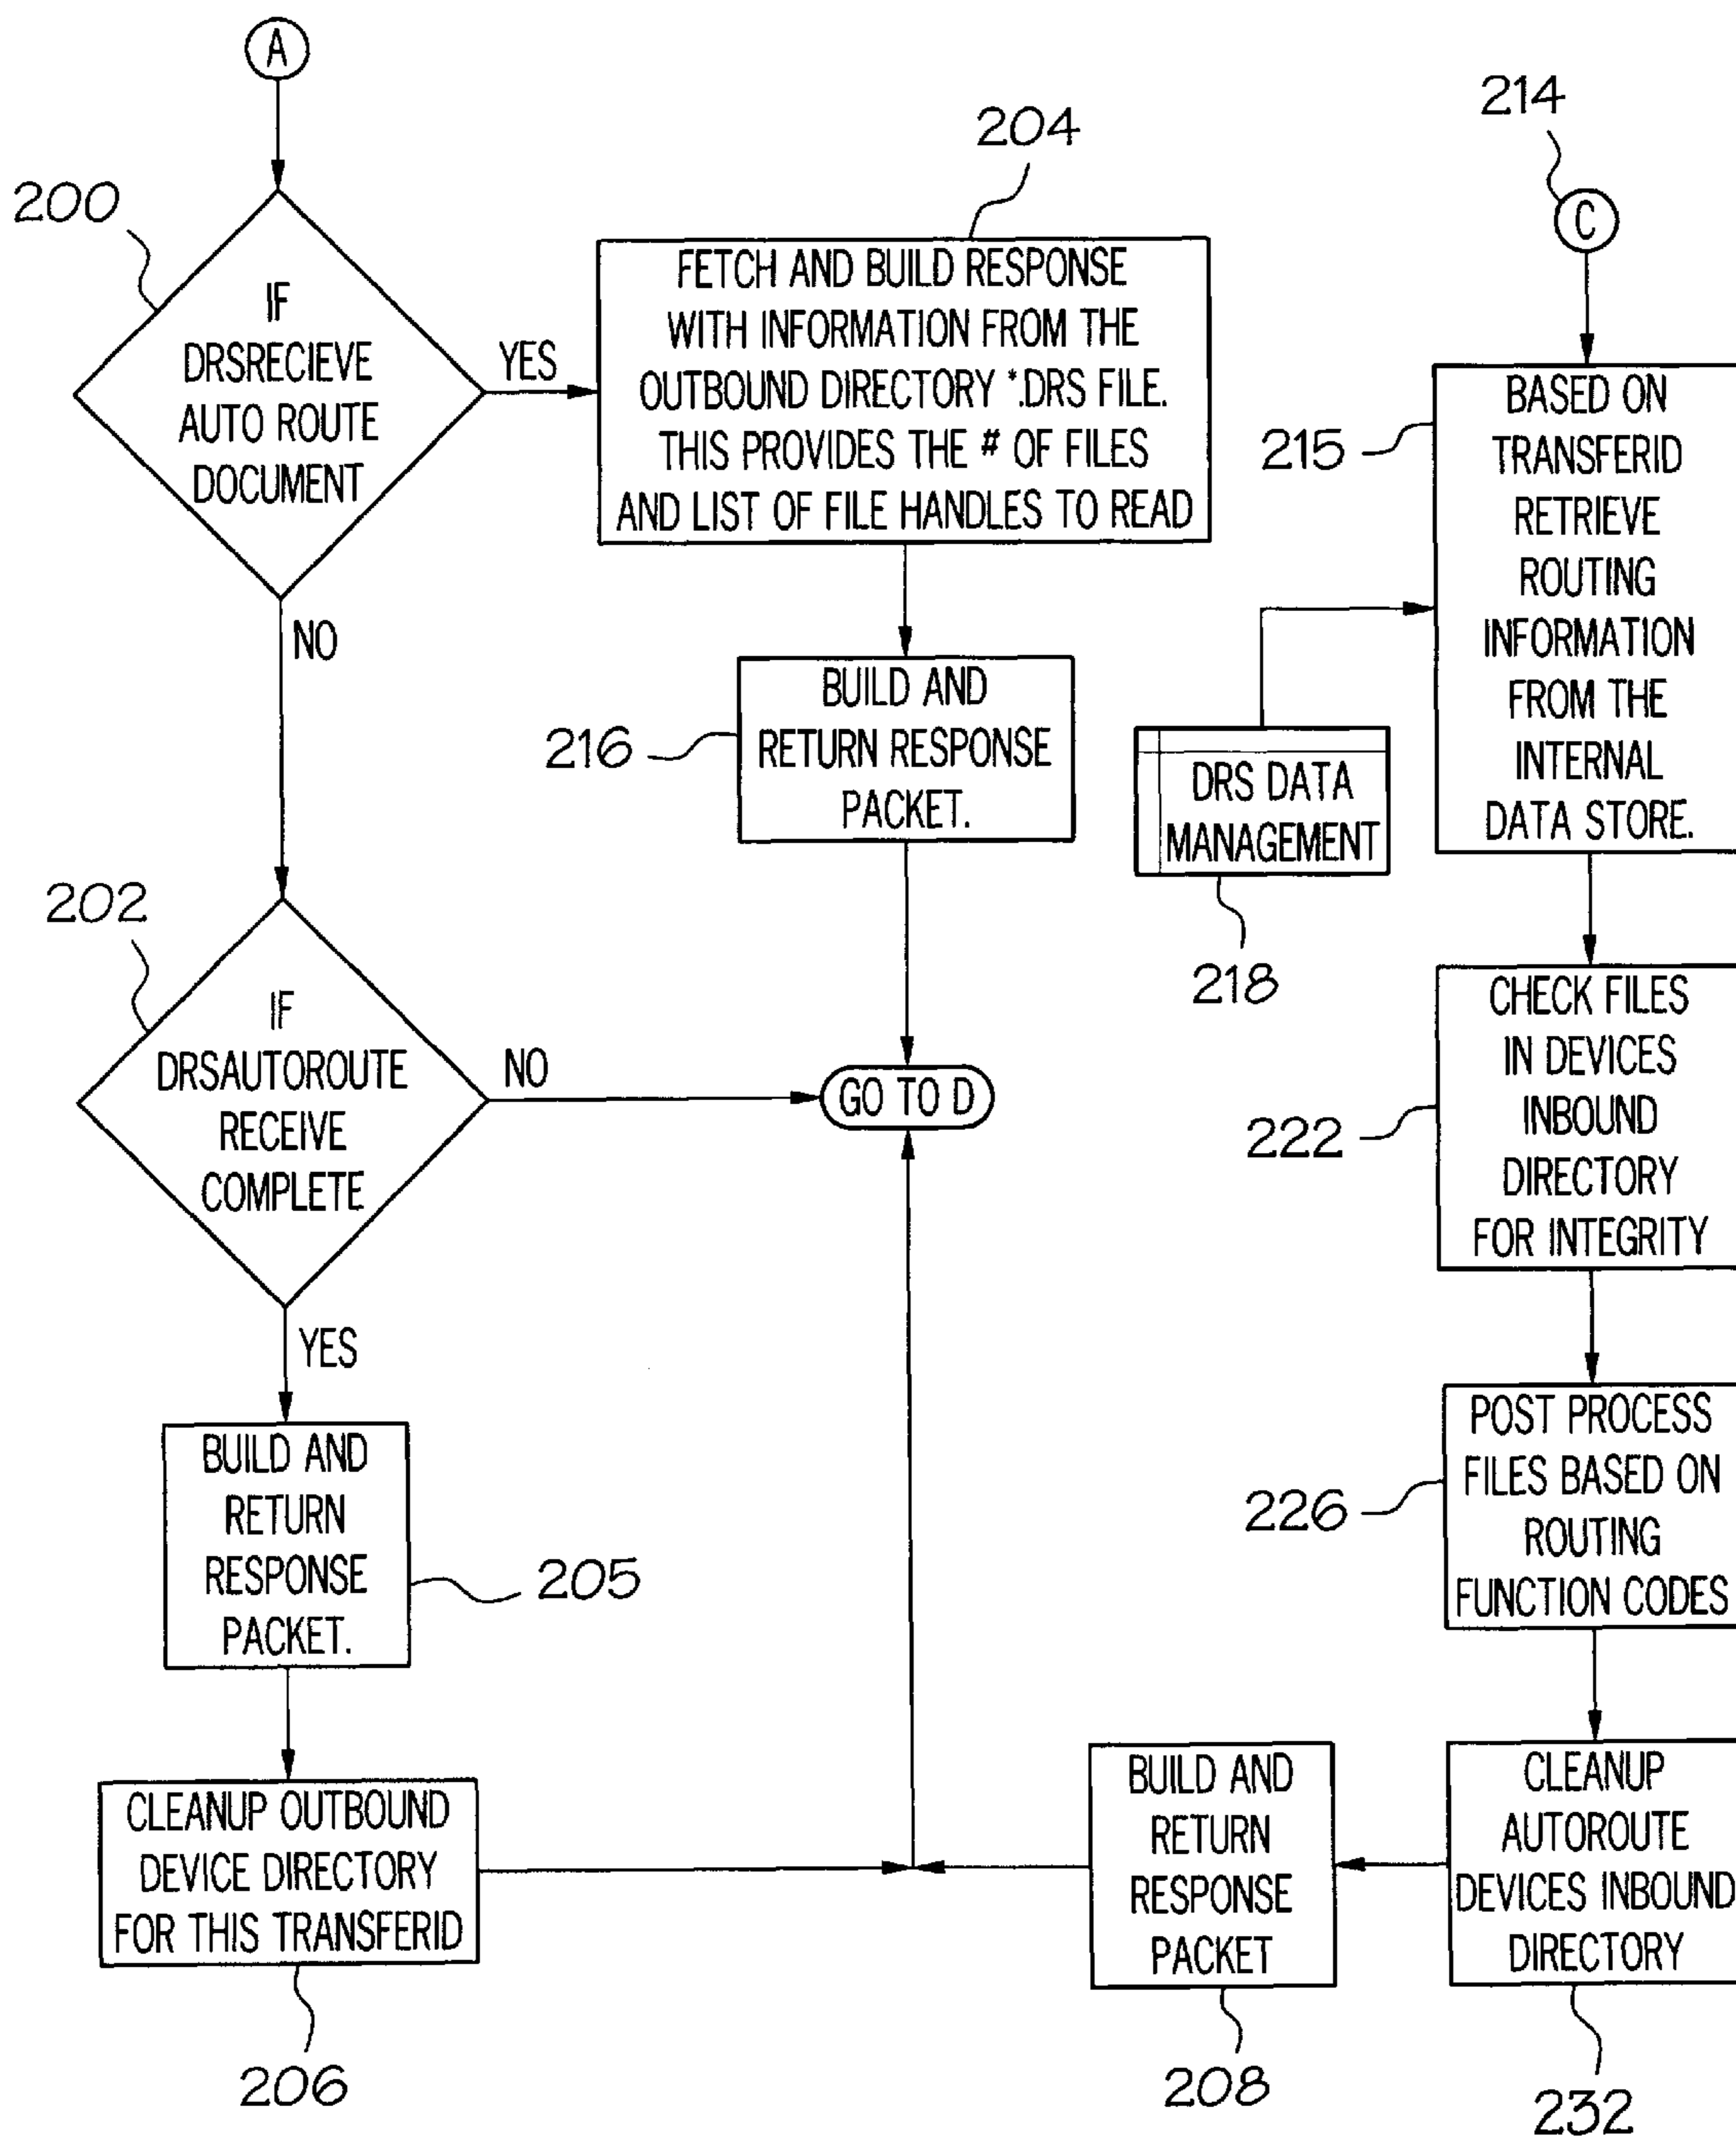 A
200
IF
DRSRECIEVE
AUTO ROUTE
DOCUMENT
YES
NO
204
FETCH AND BUILD RESPONSE
WITH INFORMATION FROM THE
OUTBOUND DIRECTORY *.DRS FILE.
THIS PROVIDES THE # OF FILES
AND LIST OF FILE HANDLES TO READ
216
BUILD AND
RETURN RESPONSE
PACKET.
202
IF
DRSAUTOROUTE
RECEIVE
COMPLETE
NO
YES
GO TO D
BUILD AND
RETURN
RESPONSE
PACKET.
205
CLEANUP OUTBOUND
DEVICE DIRECTORY
FOR THIS TRANSFERID
206
214
C
215
BASED ON
TRANSFERID
RETRIEVE
ROUTING
INFORMATION
FROM THE
INTERNAL
DATA STORE.
DRS DATA
MANAGEMENT
218
222
CHECK FILES
IN DEVICES
INBOUND
DIRECTORY
FOR INTEGRITY
226
POST PROCESS
FILES BASED ON
ROUTING
FUNCTION CODES
CLEANUP
AUTOROUTE
DEVICES INBOUND
DIRECTORY
232
BUILD AND
RETURN
RESPONSE
PACKET
208